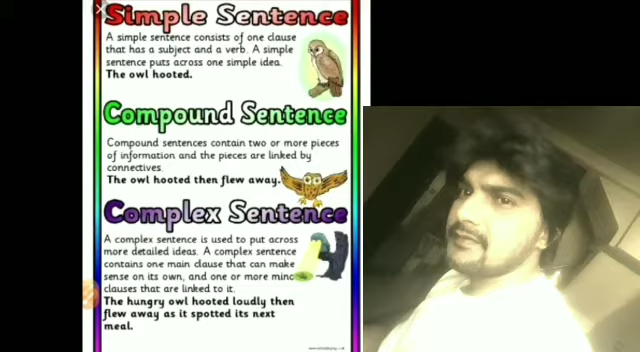 Simple Sentence
A simple sentence consists of one clause
that has a subject and a verb. A simple
sentence puts across one simple idea.
The owl hooted.
Compound Sentence
Compound sentences contain two or more pieces
of information and the pieces are linked by
connectives.
The owl hooted then flew away.
Complex Sentence
A complex sentence is used to put across
more detailed ideas. A complex sentence
contains one main clause that can make
sense on its own, and one or more mino
clauses that are linked to it.
The hungry owl hooted loudly then
flew away as it spotted its next
meal.